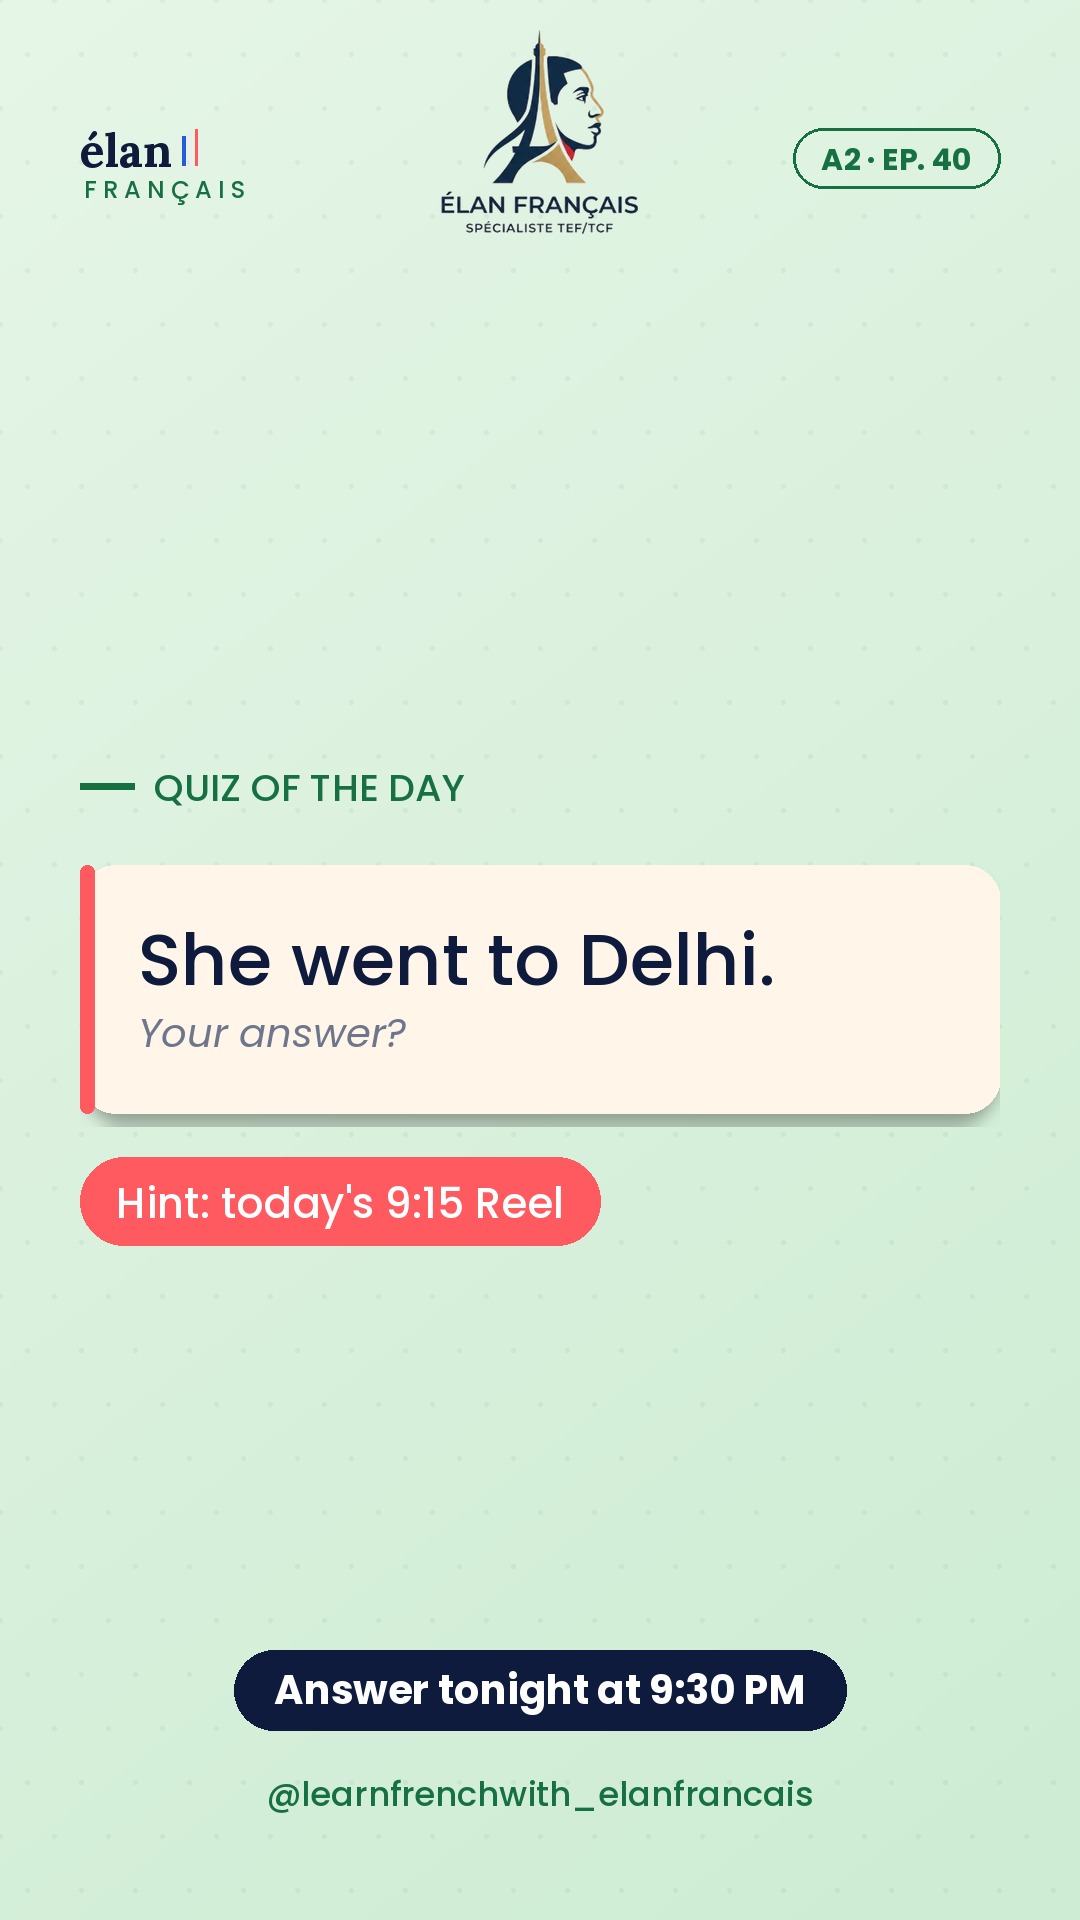 élan
FRANÇAIS
ÉLAN FRANÇAIS
SPÉCIALISTE TEF/TCF
A2 · EP. 40
QUIZ OF THE DAY
She went to Delhi.
Your answer?
Hint: today's 9:15 Reel
Answer tonight at 9:30 PM
@learnfrenchwith_elanfrancais